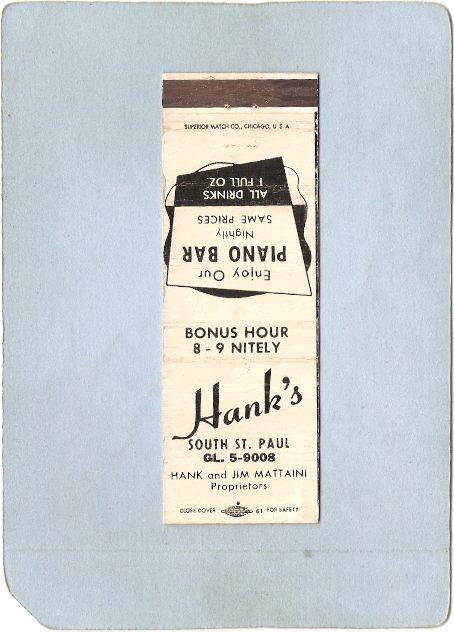 SUPERIOR MATCH CO., CHICAGO, U S A
Enjoy Our
PIANO BAR
Nightly
SAME PRICES
ALL DRINKS
1 FULL OZ.
BONUS HOUR
8 - 9 NITELY
Hank's
SOUTH ST. PAUL
GL. 5-9008
HANK and JIM MATTAINI
Proprietors
CLOSE COVER 61 FOR SAFETY